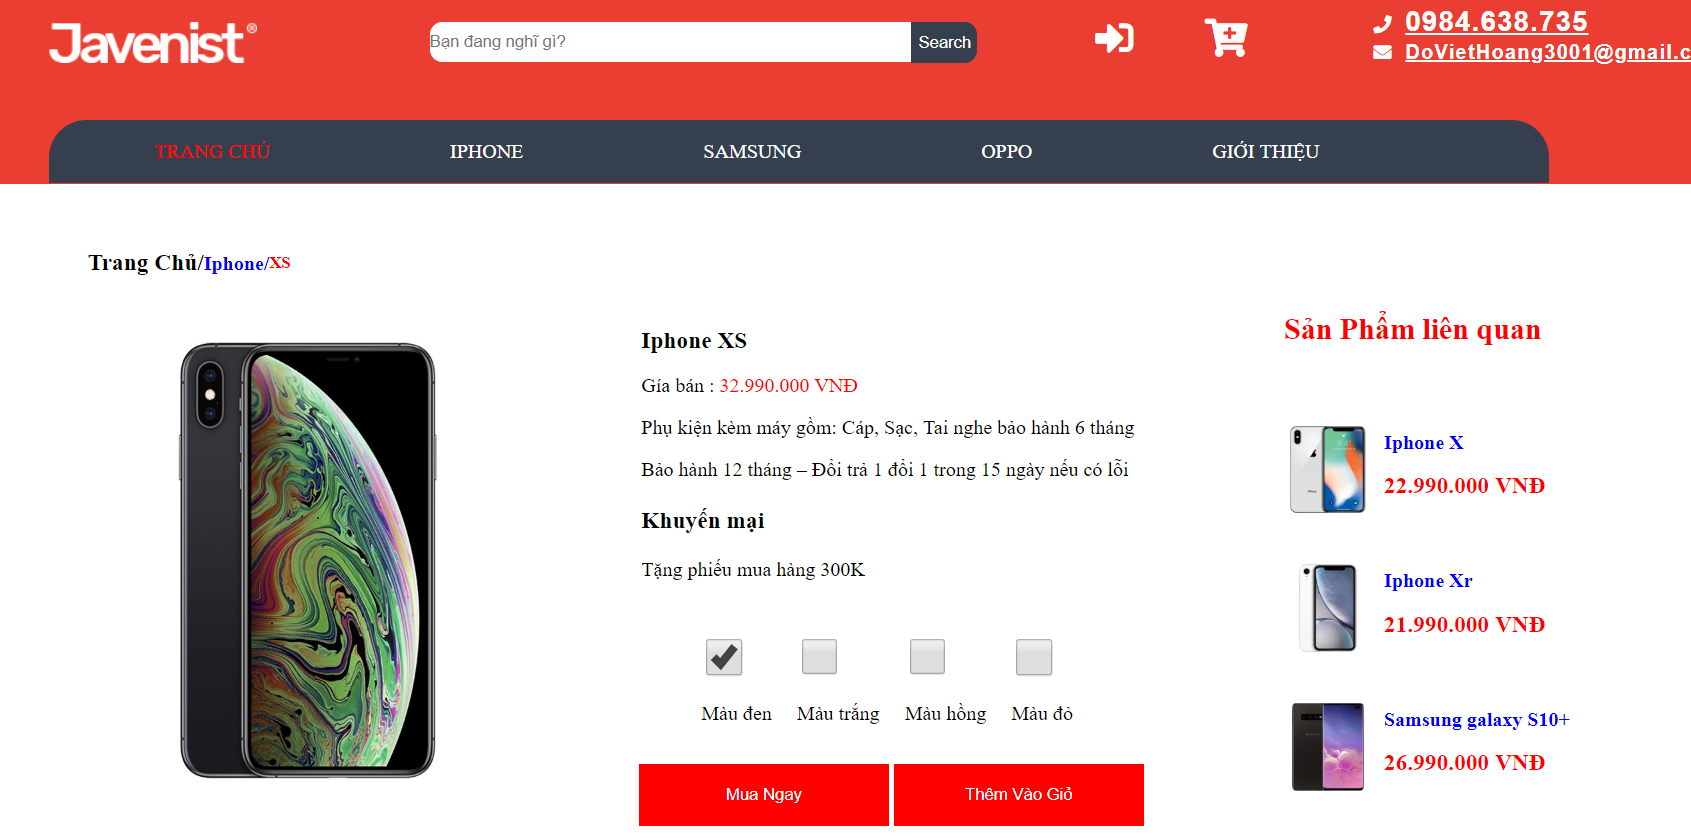 Javenist®
Bạn đang nghĩ gì?
Search
0984.638.735
DoVietHoang3001@gmail.c
TRANG CHỦ
IPHONE
SAMSUNG
OPPO
GIỚI THIỆU
Trang Chủ/Iphone/XS
Iphone XS
Gía bán : 32.990.000 VNĐ
Phụ kiện kèm máy gồm: Cáp, Sạc, Tai nghe bảo hành 6 tháng
Bảo hành 12 tháng – Đổi trả 1 đổi 1 trong 15 ngày nếu có lỗi
Khuyến mại
Tặng phiếu mua hàng 300K
Màu đen
Màu trắng
Màu hồng
Màu đỏ
Mua Ngay
Thêm Vào Giỏ
Sản Phẩm liên quan
Iphone X
22.990.000 VNĐ
Iphone Xr
21.990.000 VNĐ
Samsung galaxy S10+
26.990.000 VNĐ